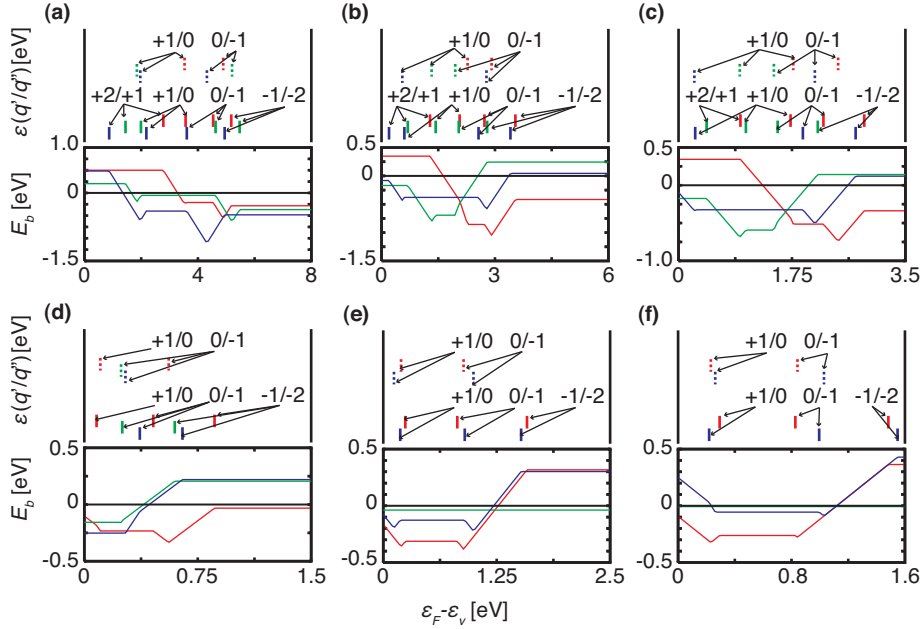 (a) (b) (c)
+1/0 0/-1 +1/0 0/-1 +1/0 0/-1
ε(q'/q'') [eV]
+2/+1 +1/0 0/-1 -1/-2 +2/+1 +1/0 0/-1 -1/-2 +2/+1 +1/0 0/-1 -1/-2
1.0 0.5 0.5
E_b [eV] 0 0 0
-1.5 -1.5 -1.0
0 4 8 0 3 6 0 1.75 3.5
(d) (e) (f)
+1/0 0/-1 +1/0 0/-1 +1/0 0/-1
ε(q'/q'') [eV]
+1/0 0/-1 -1/-2 +1/0 0/-1 -1/-2 +1/0 0/-1 -1/-2
0.5 0.5 0.5
E_b [eV] 0 0 0
-0.5 -0.5 -0.5
0 0.75 1.5 0 1.25 2.5 0 0.8 1.6
ε_F-ε_v [eV]